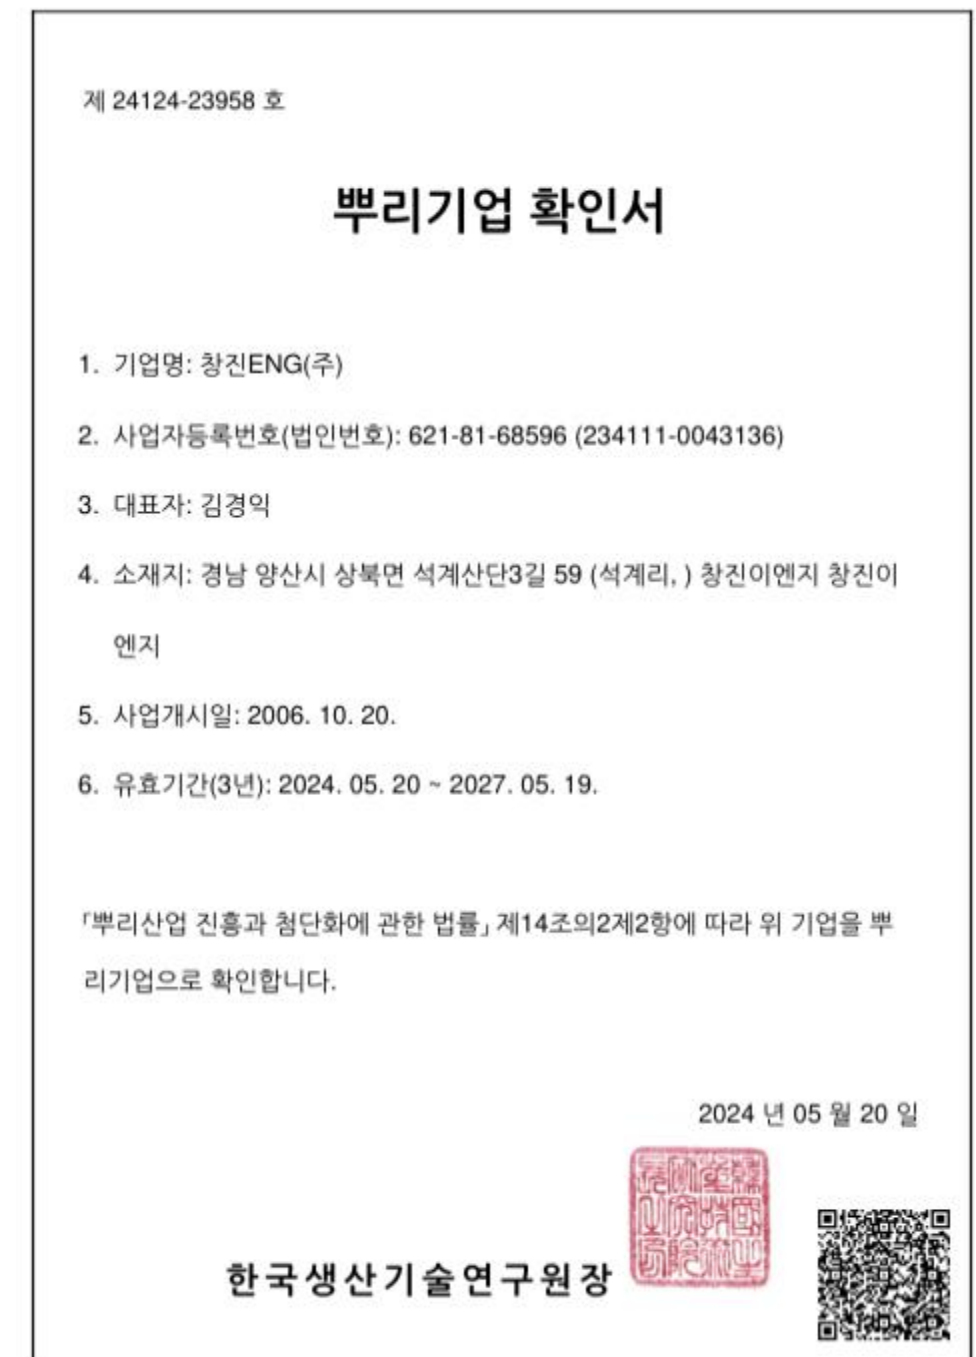 제 24124-23958 호
뿌리기업 확인서
1. 기업명: 창진ENG(주)
2. 사업자등록번호(법인번호): 621-81-68596 (234111-0043136)
3. 대표자: 김경익
4. 소재지: 경남 양산시 상북면 석계산단3길 59 (석계리, ) 창진이엔지 창진이
엔지
5. 사업개시일: 2006. 10. 20.
6. 유효기간(3년): 2024. 05. 20 ~ 2027. 05. 19.
「뿌리산업 진흥과 첨단화에 관한 법률」 제14조의2제2항에 따라 위 기업을 뿌
리기업으로 확인합니다.
2024 년 05 월 20 일
한국생산기술연구원장